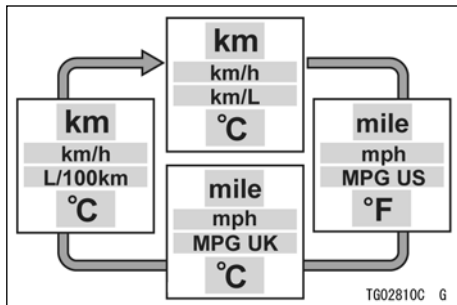 km
km/h
km/L
°C
km
km/h
L/100km
°C
mile
mph
MPG US
°F
mile
mph
MPG UK
°C
TG02810C G